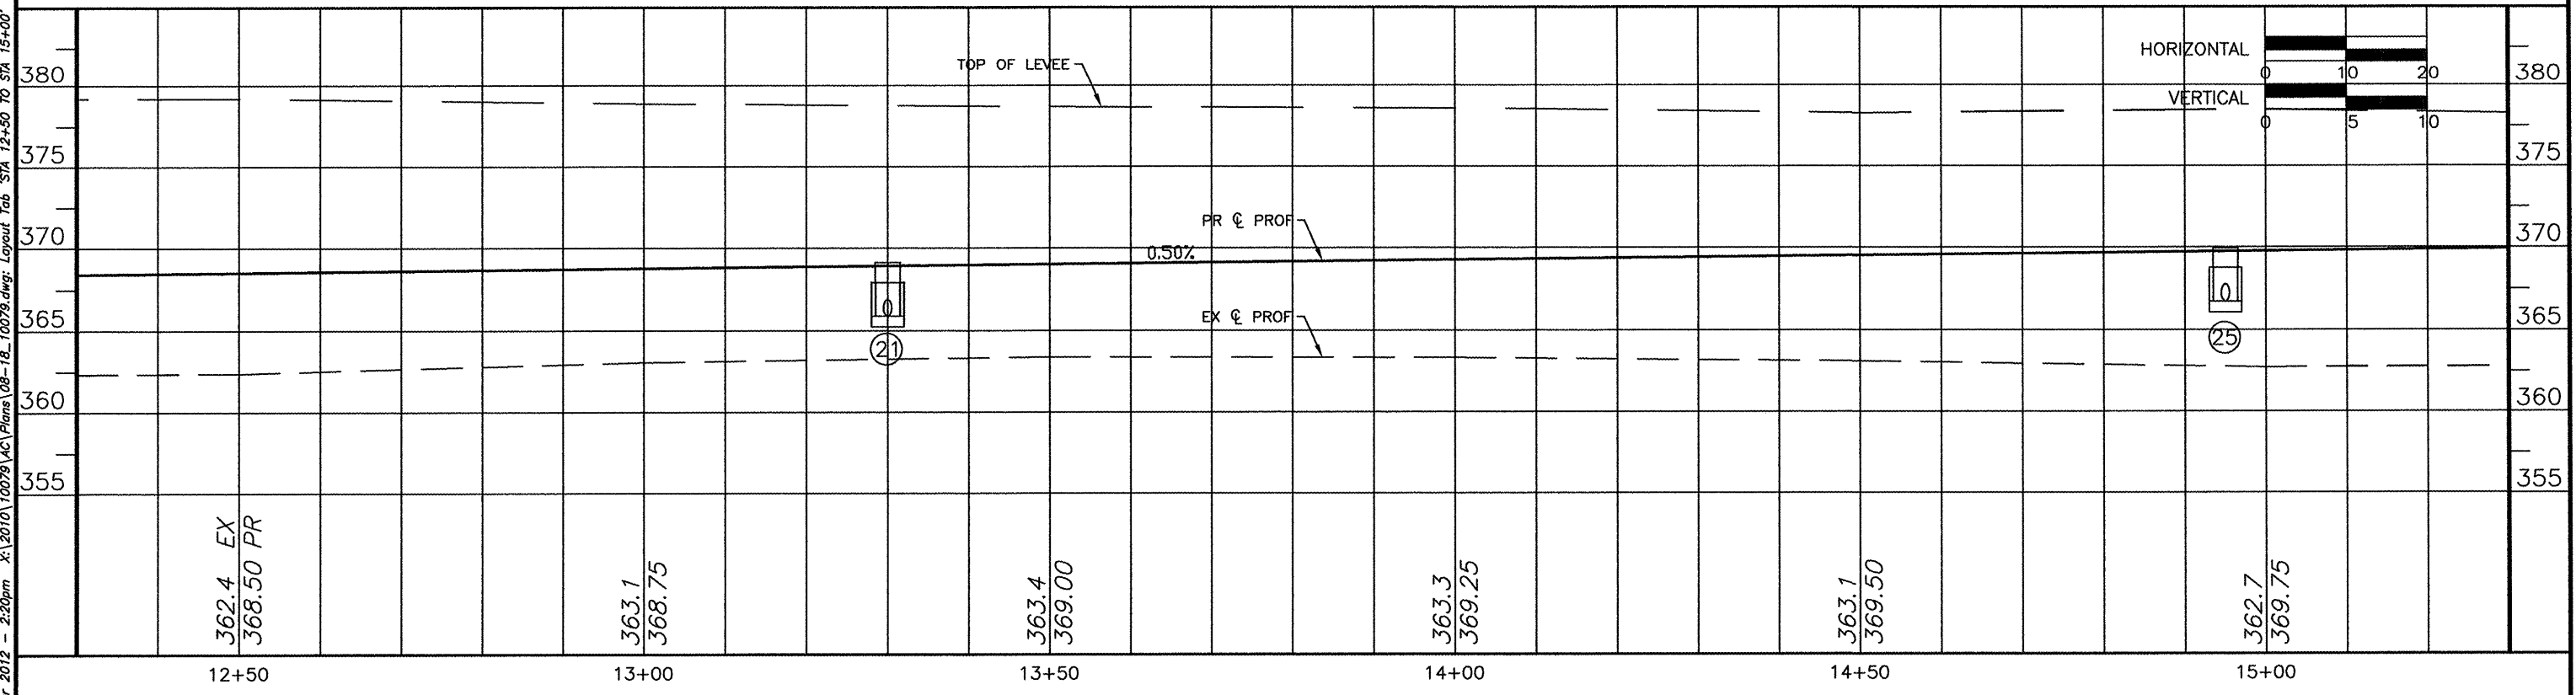 HORIZONTAL
0 10 20
VERTICAL
0 5 10
TOP OF LEVEE
380 380
375 375
PR ℄ PROF
370 370
0.50%
EX ℄ PROF
365 365
21 25
360 360
355 355
362.4 EX
368.50 PR
363.1
368.75
363.4
369.00
363.3
369.25
363.1
369.50
362.7
369.75
12+50 13+00 13+50 14+00 14+50 15+00
2012 - 2:20pm X:\2010\10079\AC\Plans\08-18_10079.dwg: Layout Tab 'STA 12+50 TO STA 15+00'